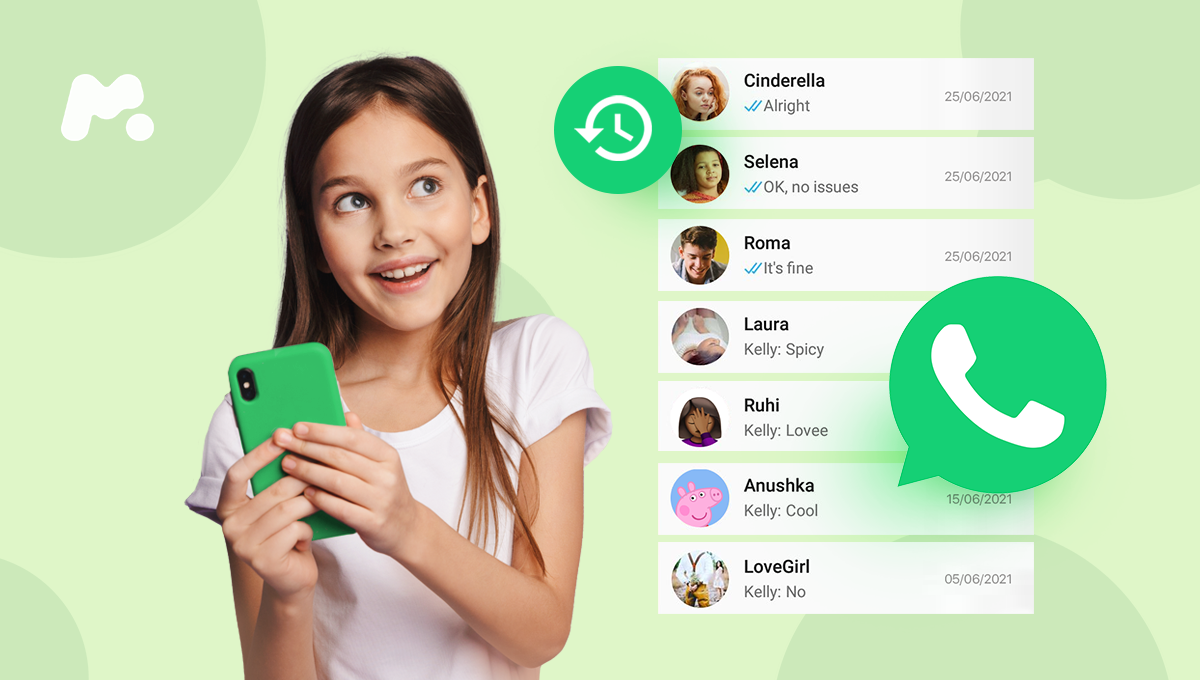 Cinderella
Alright
25/06/2021
Selena
OK, no issues
25/06/2021
Roma
It's fine
25/06/2021
Laura
Kelly: Spicy
Ruhi
Kelly: Lovee
Anushka
Kelly: Cool
15/06/2021
LoveGirl
Kelly: No
05/06/2021